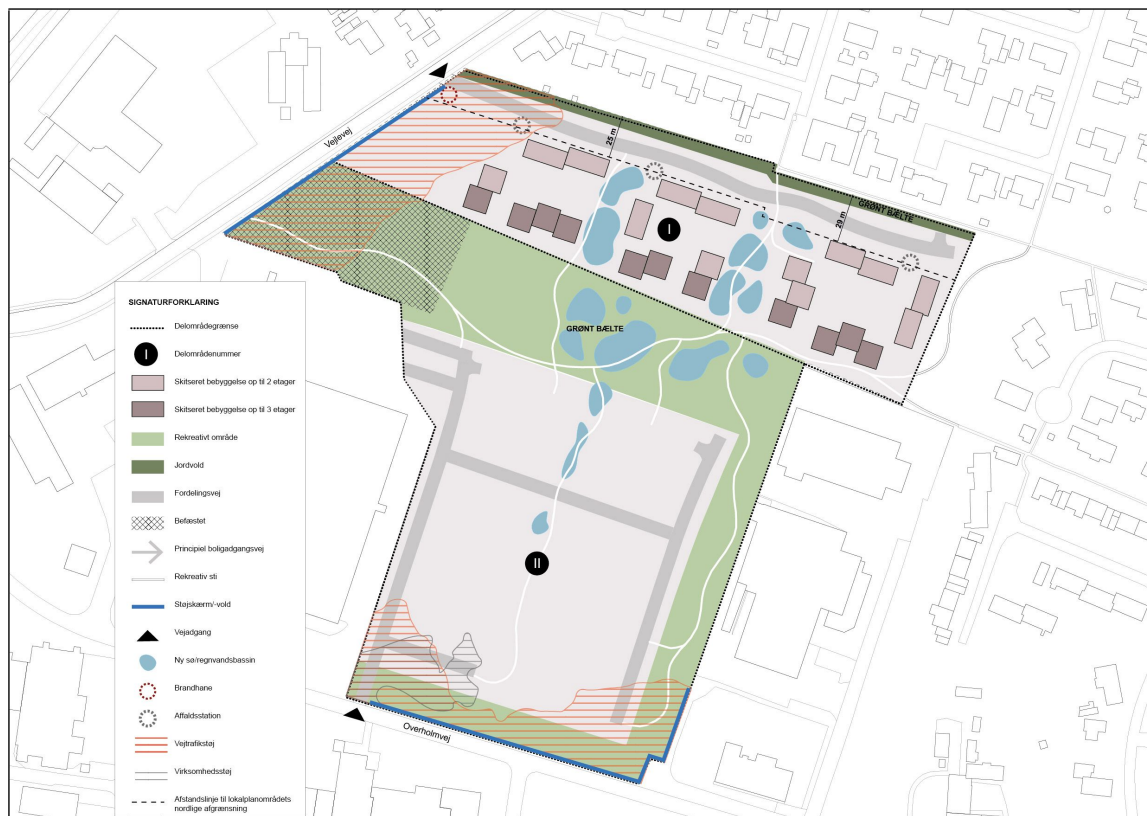 Vejlevej
25 m
GRØNT BÆLTE
29 m
I
GRØNT BÆLTE
II
Overholmvej
SIGNATURFORKLARING
Delområdegrænse
I
Delområdenummer
Skitseret bebyggelse op til 2 etager
Skitseret bebyggelse op til 3 etager
Rekreativt område
Jordvold
Fordelingsvej
Befæstet
Principiel boligadgangsvej
Rekreativ sti
Støjskærm/-vold
Vejadgang
Ny sø/regnvandsbassin
Brandhane
Affaldsstation
Vejtrafikstøj
Virksomhedsstøj
Afstandslinje til lokalplanområdets
nordlige afgrænsning